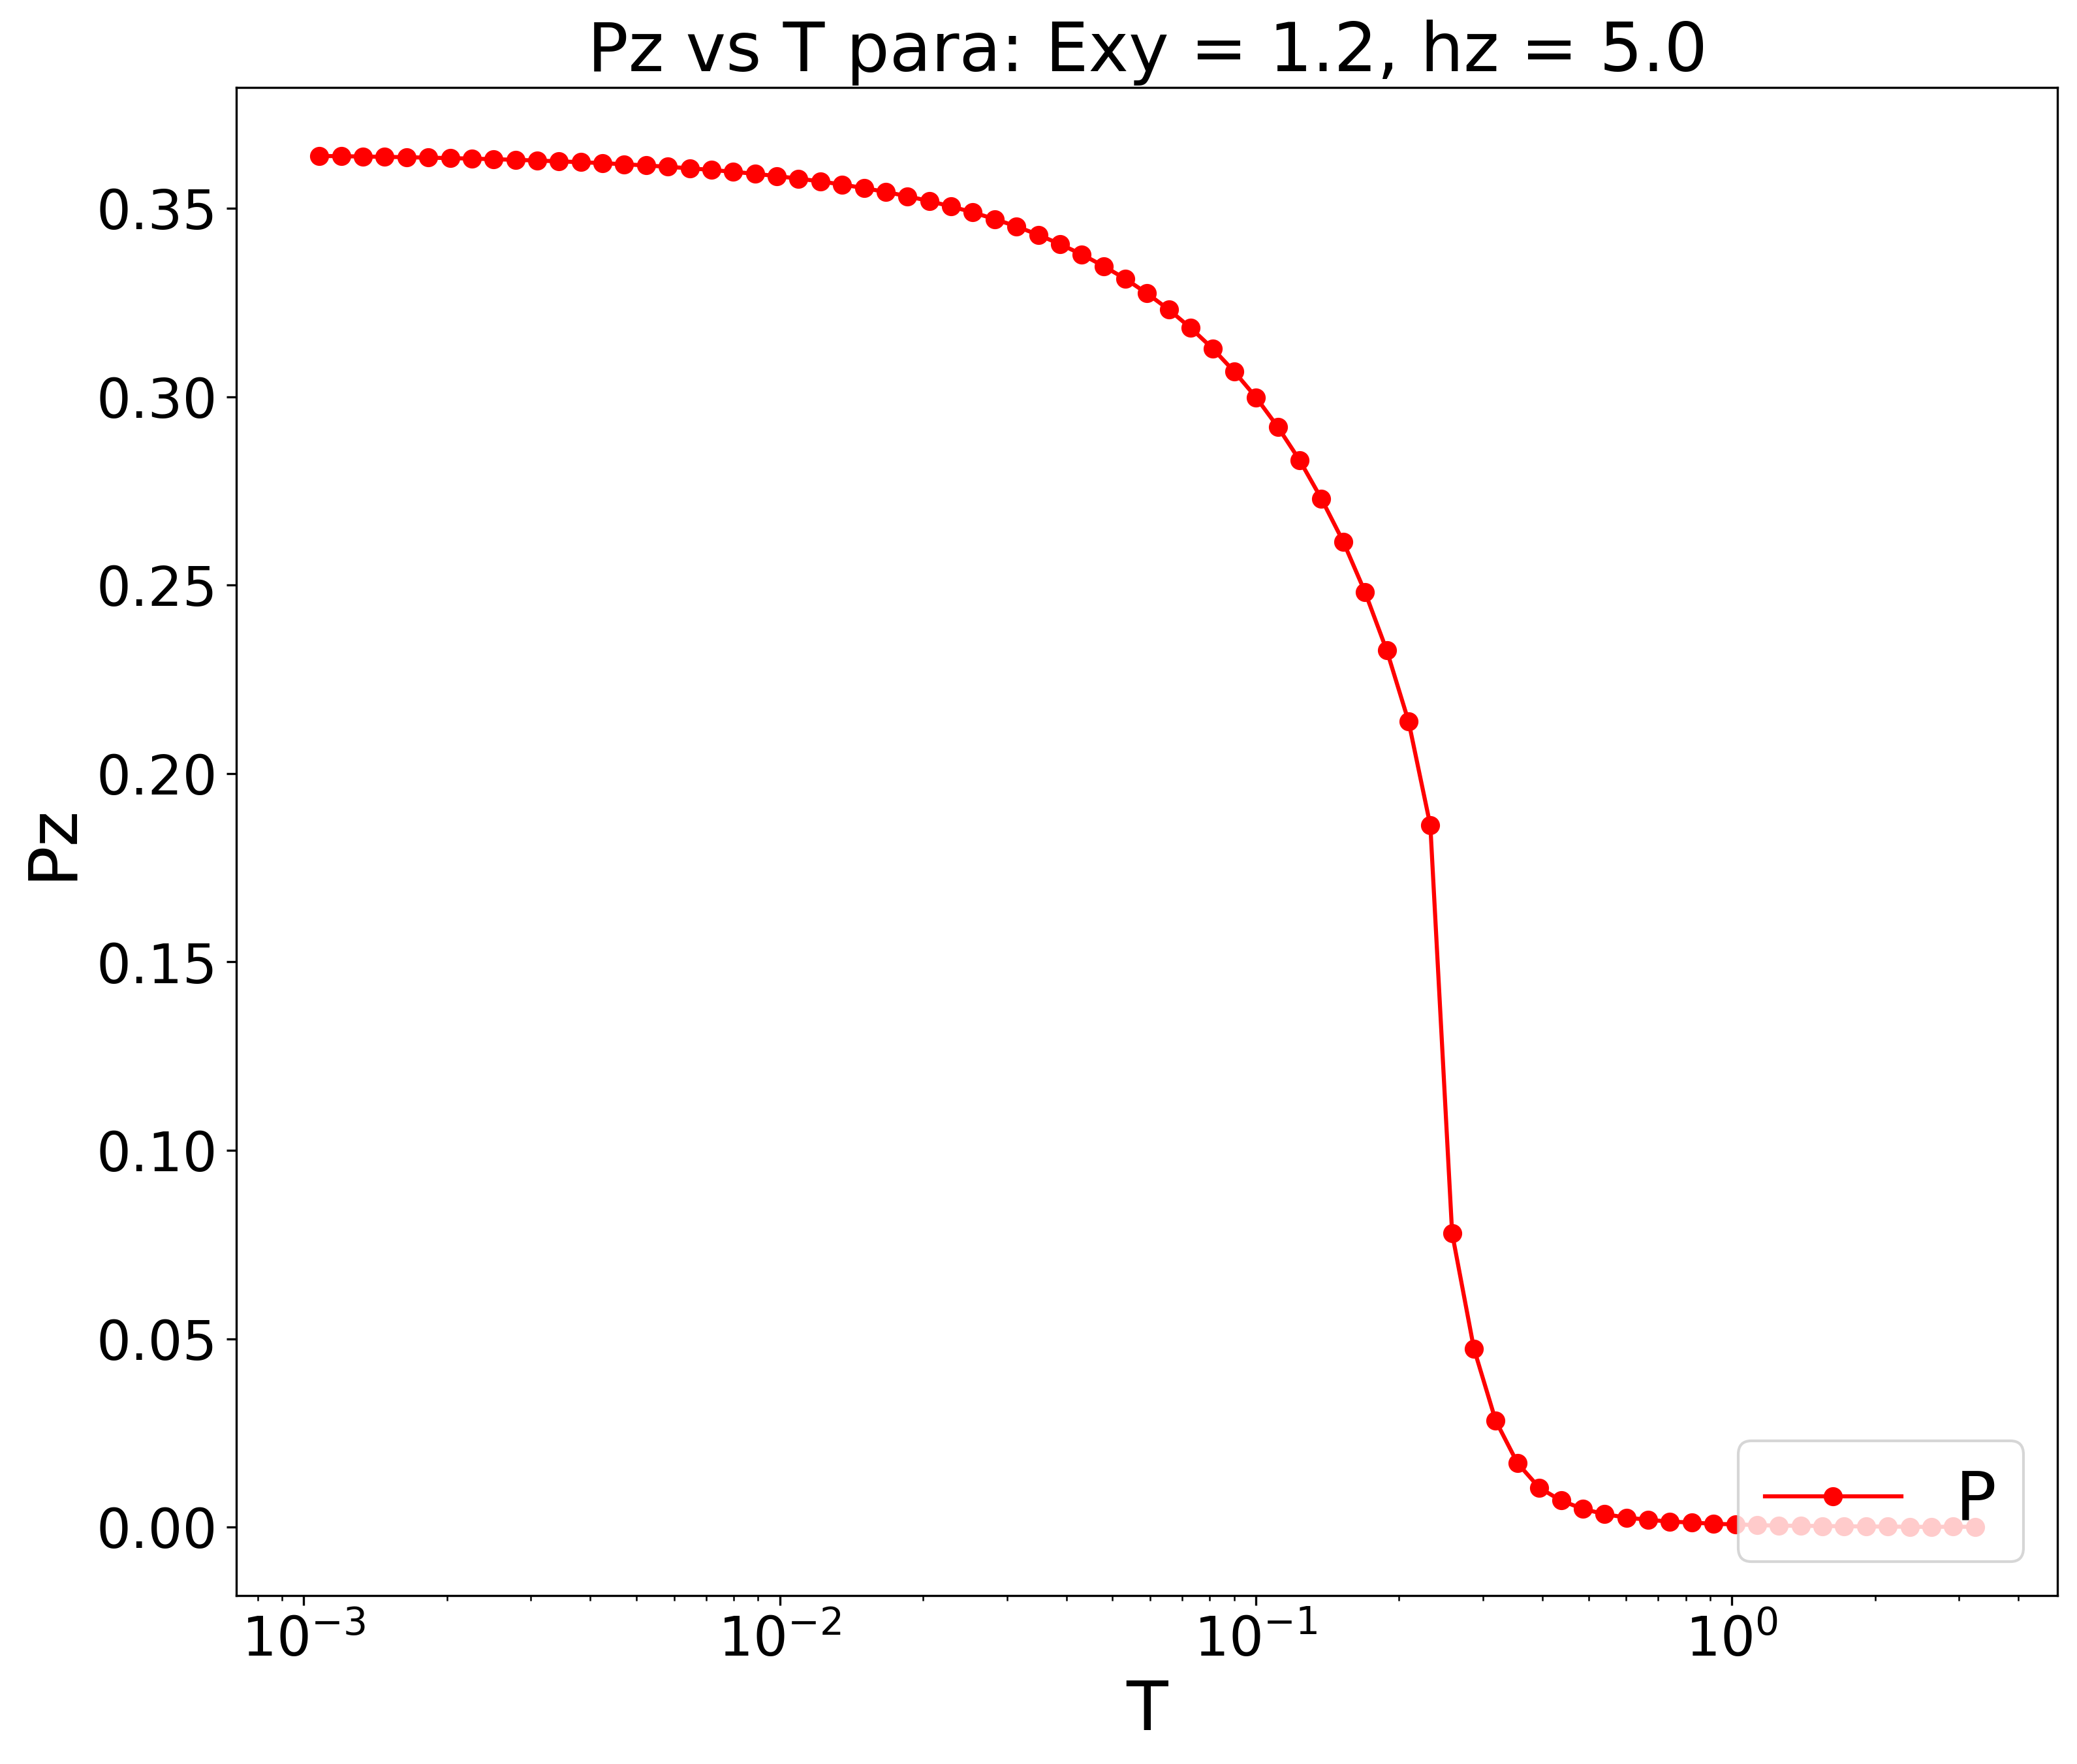 Pz vs T para: Exy = 1.2, hz = 5.0
0.35
0.30
0.25
0.20
0.15
0.10
0.05
0.00
Pz
P
10⁻³ 10⁻² 10⁻¹ 10⁰
T